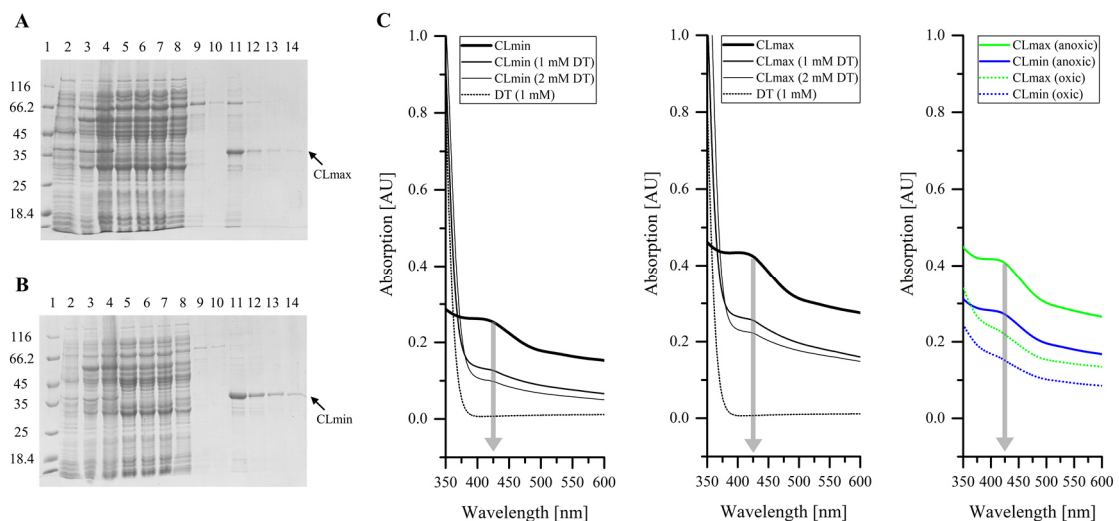 A
1 2 3 4 5 6 7 8 9 10 11 12 13 14
116
66.2
45
35
25
18.4
CLmax
B
1 2 3 4 5 6 7 8 9 10 11 12 13 14
116
66.2
45
35
25
18.4
CLmin
C
CLmin
CLmin (1 mM DT)
CLmin (2 mM DT)
DT (1 mM)
1.0
0.8
0.6
0.4
0.2
0.0
Absorption [AU]
350 400 450 500 550 600
Wavelength [nm]
CLmax
CLmax (1 mM DT)
CLmax (2 mM DT)
DT (1 mM)
1.0
0.8
0.6
0.4
0.2
0.0
Absorption [AU]
350 400 450 500 550 600
Wavelength [nm]
CLmax (anoxic)
CLmin (anoxic)
CLmax (oxic)
CLmin (oxic)
1.0
0.8
0.6
0.4
0.2
0.0
Absorption [AU]
350 400 450 500 550 600
Wavelength [nm]